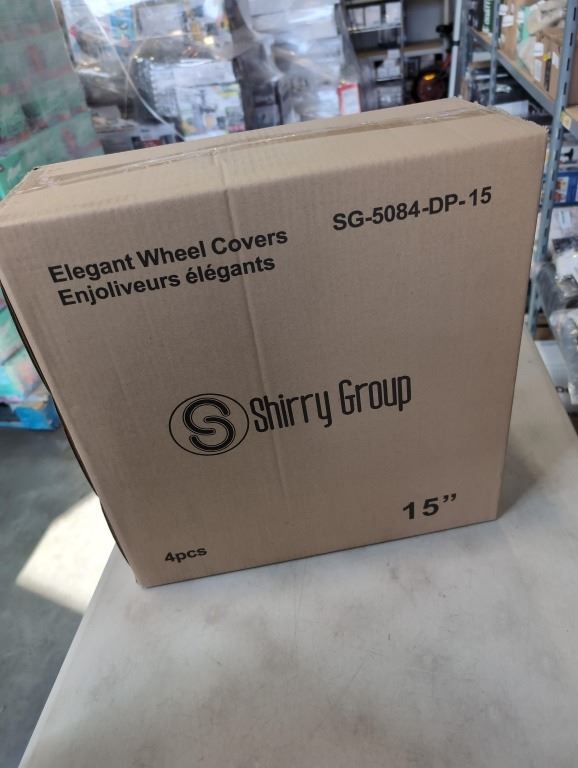 Elegant Wheel Covers SG-5084-DP-15
Enjoliveurs élégants
S Shirry Group
15”
4pcs